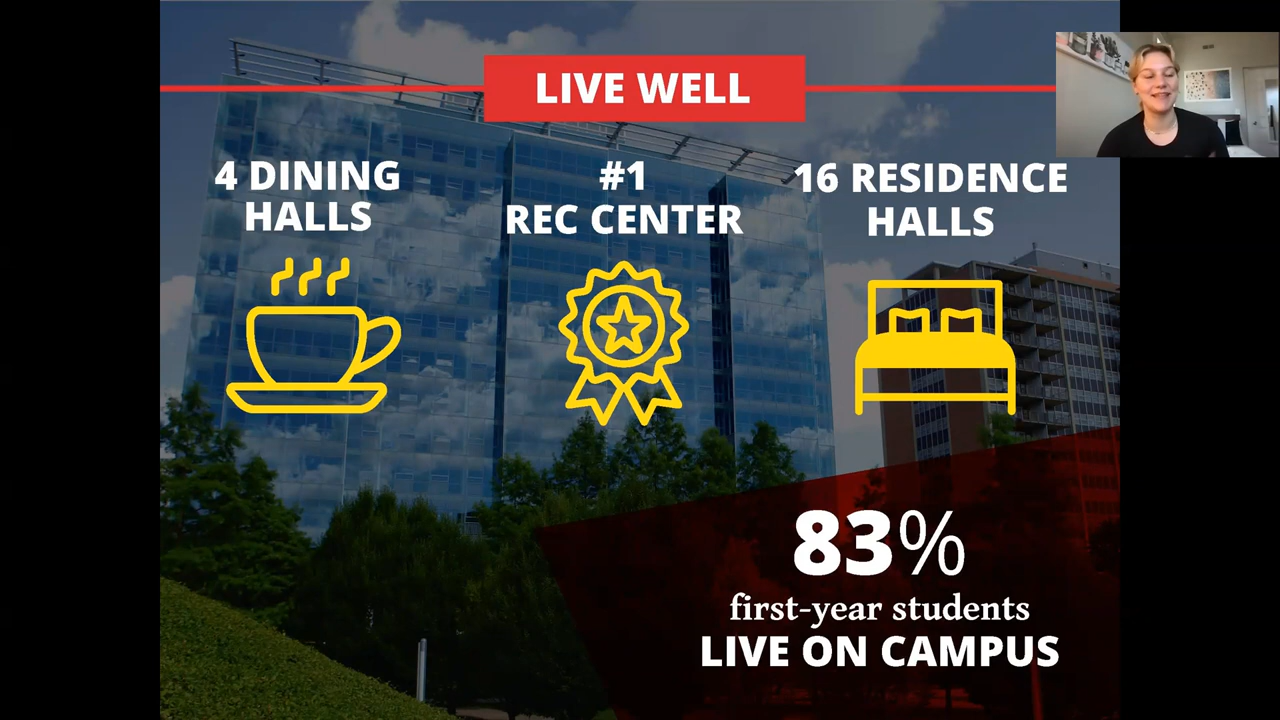 LIVE WELL
4 DINING
HALLS
#1
REC CENTER
16 RESIDENCE
HALLS
83%
first-year students
LIVE ON CAMPUS